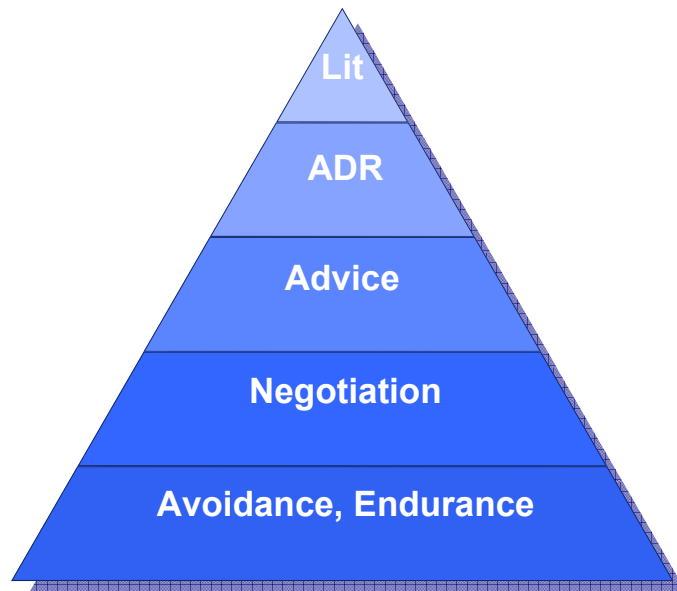 Lit
ADR
Advice
Negotiation
Avoidance, Endurance